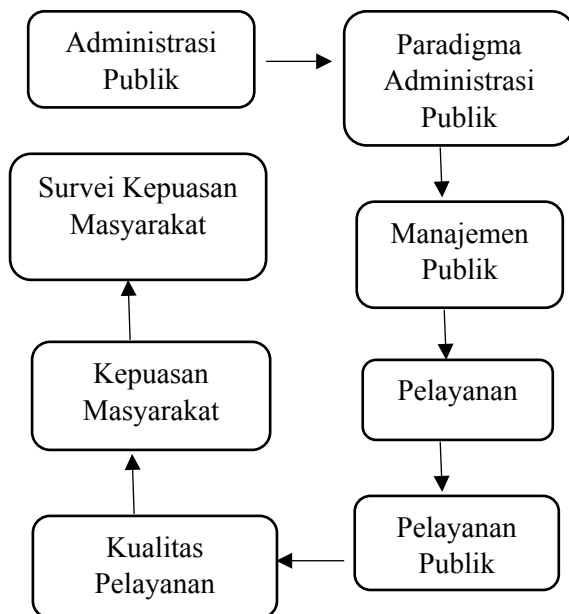 Administrasi
Publik
Paradigma
Administrasi
Publik
Manajemen
Publik
Pelayanan
Pelayanan
Publik
Kualitas
Pelayanan
Kepuasan
Masyarakat
Survei Kepuasan
Masyarakat